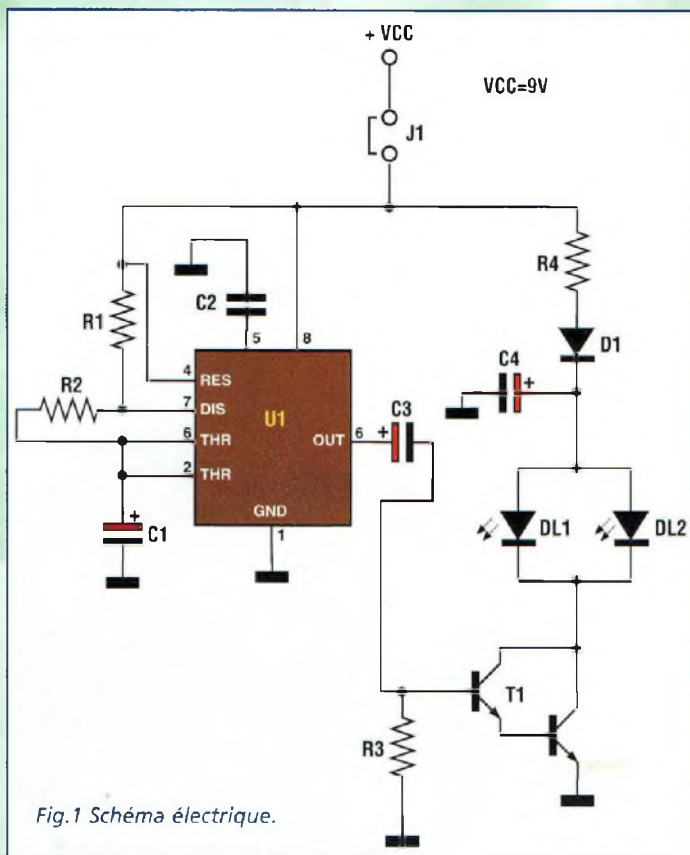 + VCC
VCC=9V
J1
R4
R1
C2
5
8
D1
C4
+
R2
4
RES
7
DIS
U1
C3
+
6
THR
OUT
6
2
THR
DL1
DL2
+
C1
GND
1
T1
R3
Fig.1 Schéma électrique.